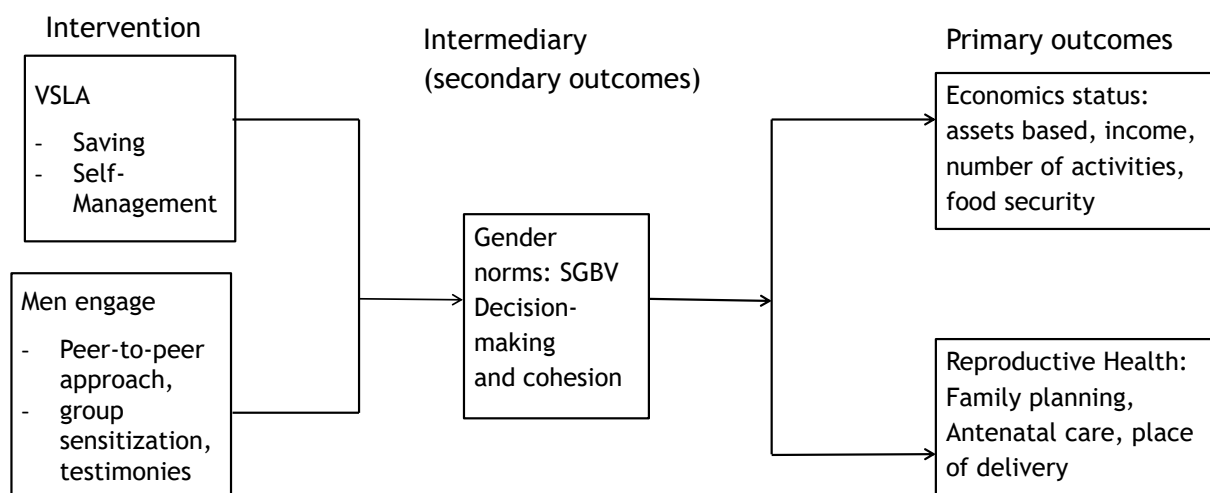 Intervention
VSLA
- Saving
- Self-
Management
Men engage
- Peer-to-peer
approach,
- group
sensitization,
testimonies
Intermediary
(secondary outcomes)
Gender
norms: SGBV
Decision-
making
and cohesion
Primary outcomes
Economics status:
assets based, income,
number of activities,
food security
Reproductive Health:
Family planning,
Antenatal care, place
of delivery